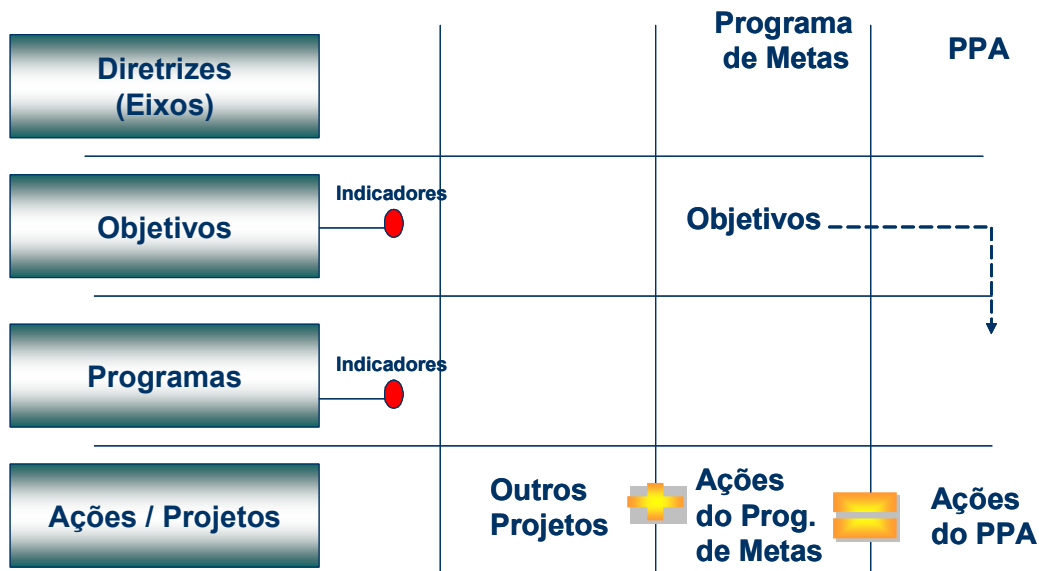 Programa
de Metas
PPA
Diretrizes
(Eixos)
Indicadores
Objetivos
Objetivos
Indicadores
Programas
Ações / Projetos
Outros
Projetos
Ações
do Prog.
de Metas
Ações
do PPA